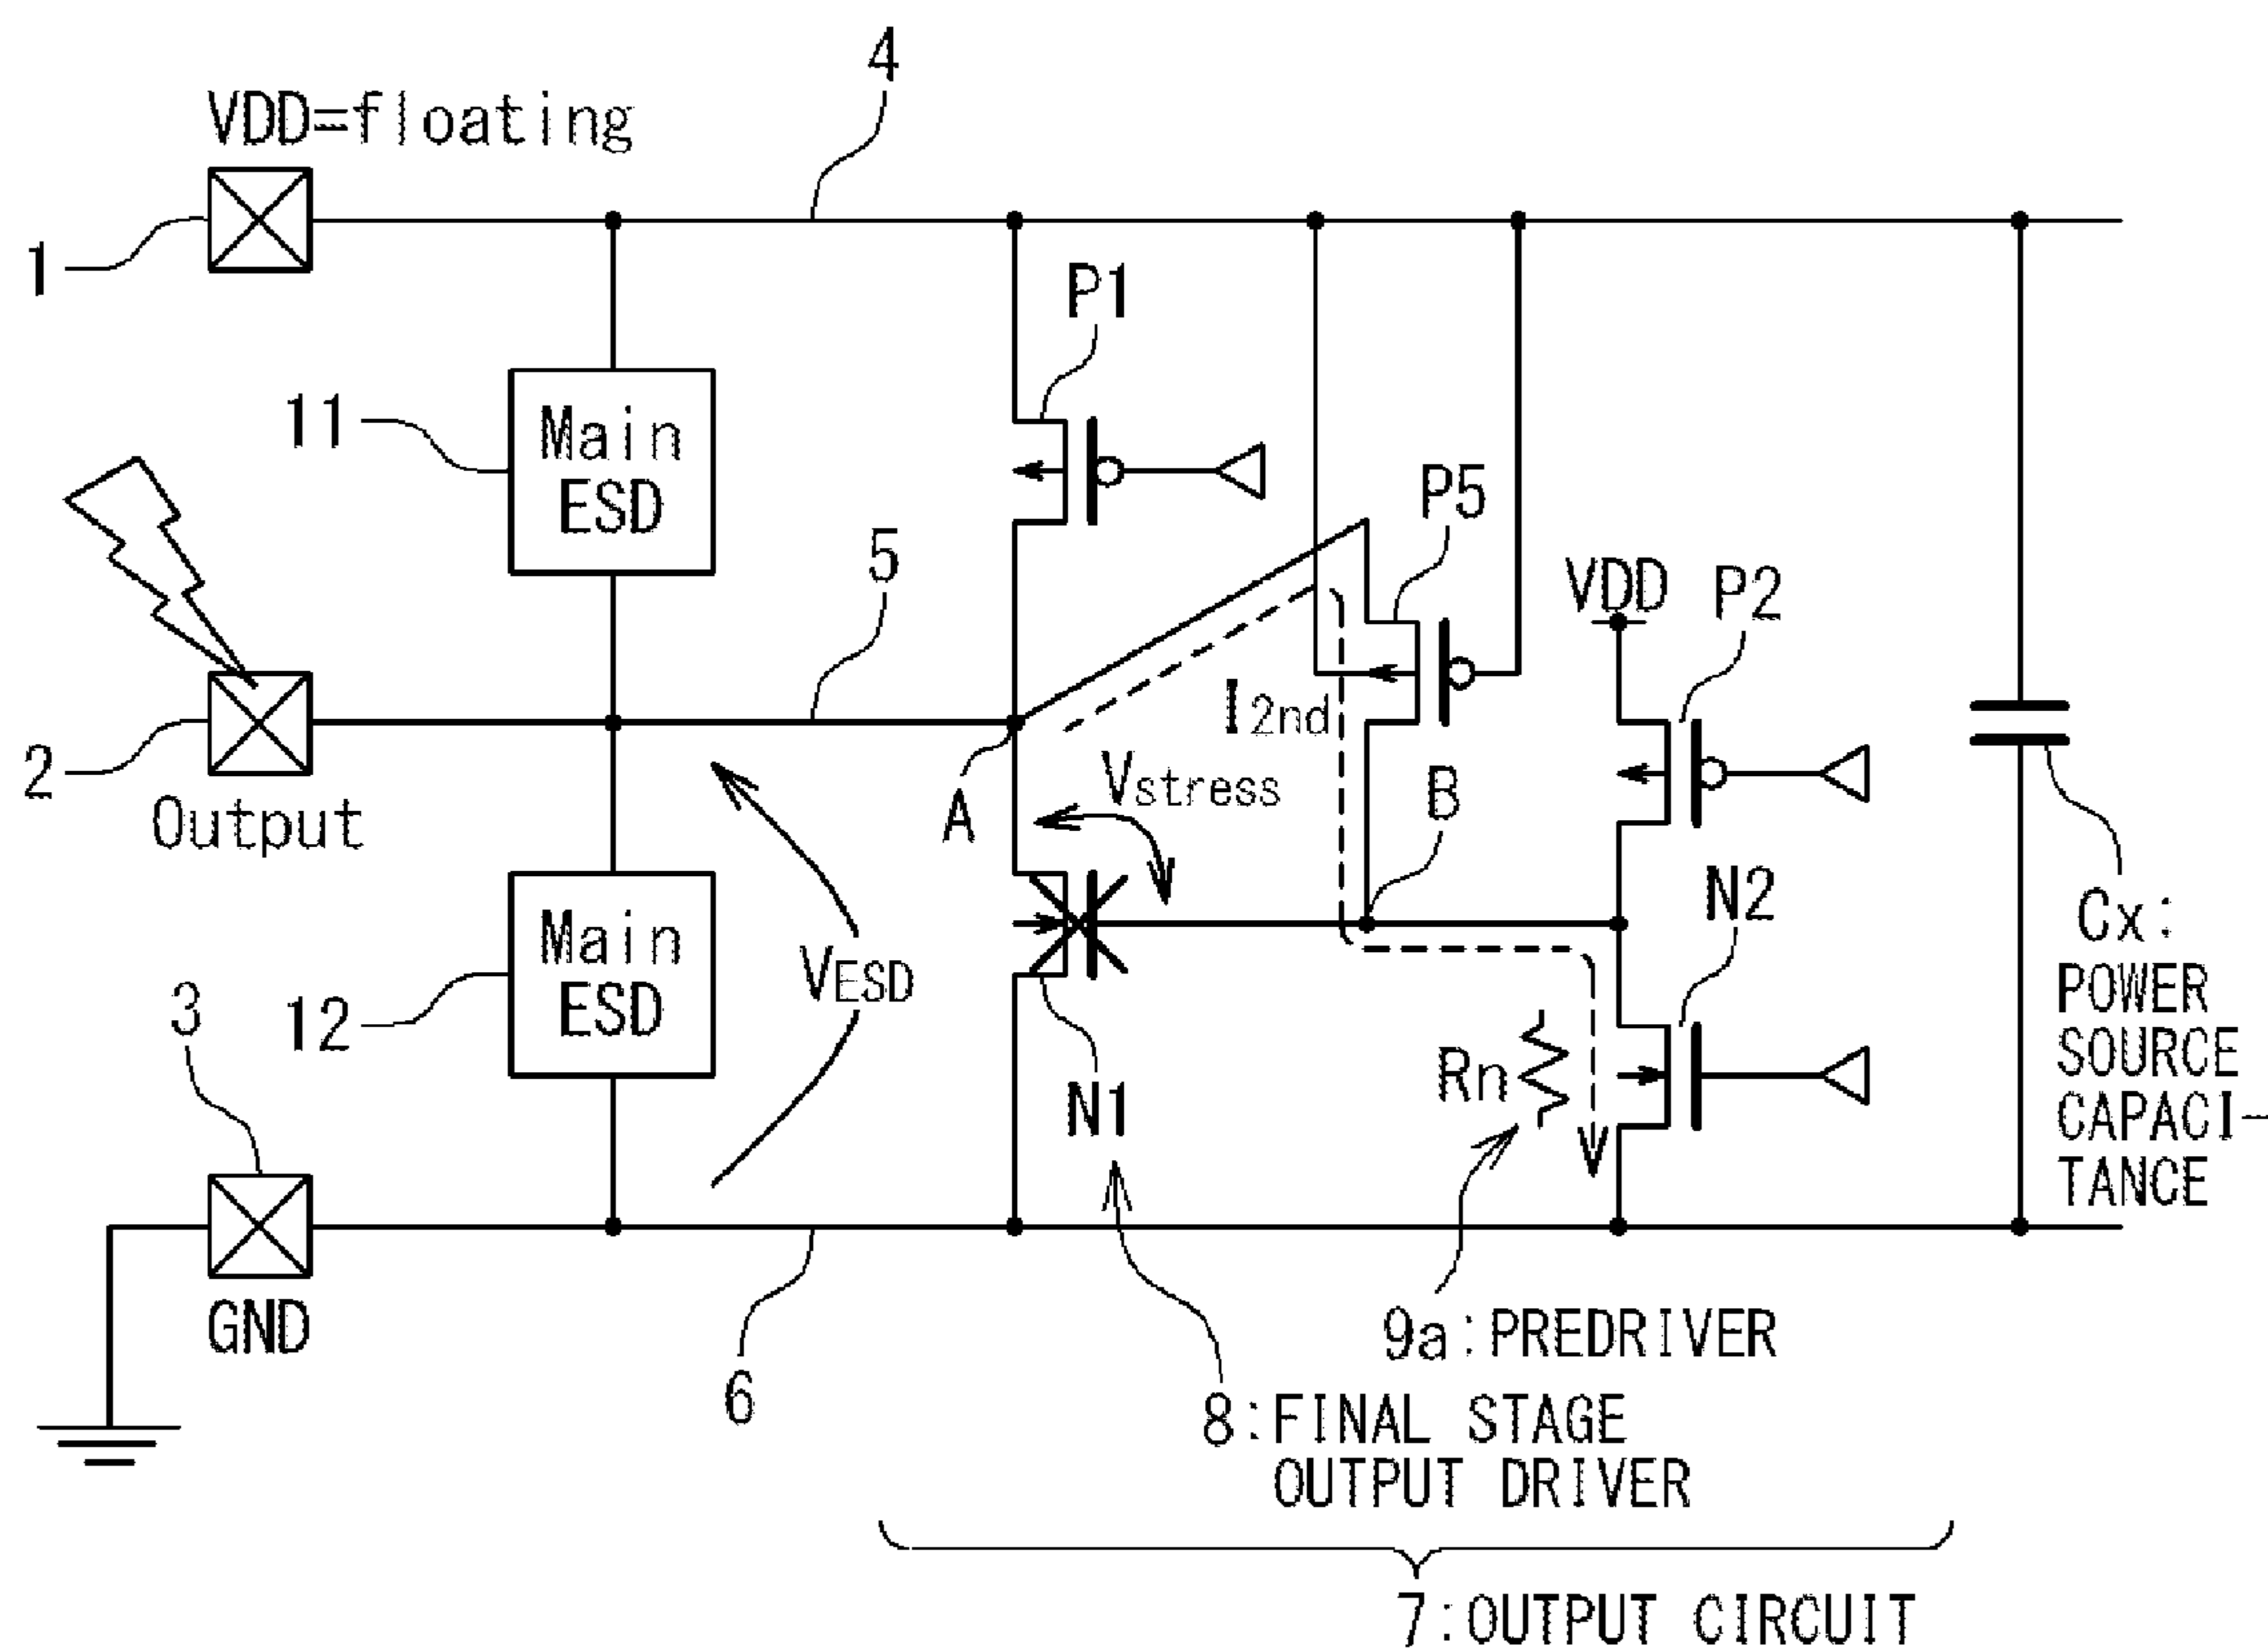 4
VDD=floating
1
P1
11
Main
ESD
P5
5
VDD
P2
I2nd
2
Output
A
Vstress
B
N2
Main
ESD
12
VESD
3
Rn
N1
Cx:
POWER
SOURCE
CAPACI-
TANCE
GND
6
9a:PREDRIVER
8:FINAL STAGE
OUTPUT DRIVER
7:OUTPUT CIRCUIT